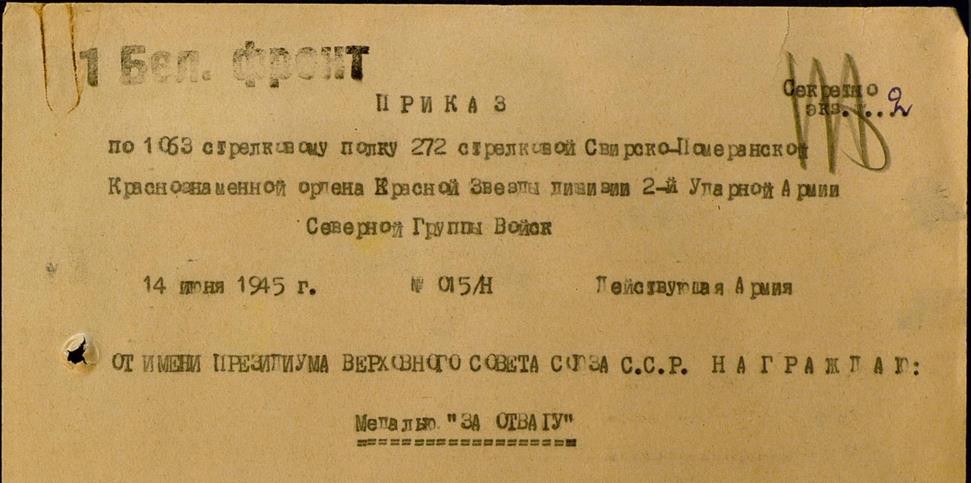 1 Бел. фронт
ПРИКАЗ
Секретно
экз. 2
по 1063 стрелковому полку 272 стрелковой Свирско-Померанской
Краснознаменной ордена Красной Звезды дивизии 2-й Ударной Армии
Северной Группы Войск
14 июня 1945 г. № 015/Н Действующая Армия
ОТ ИМЕНИ ПРЕЗИДИУМА ВЕРХОВНОГО СОВЕТА СОЮЗА С.С.Р. НАГРАЖДАЮ:
Медалью "ЗА ОТВАГУ"